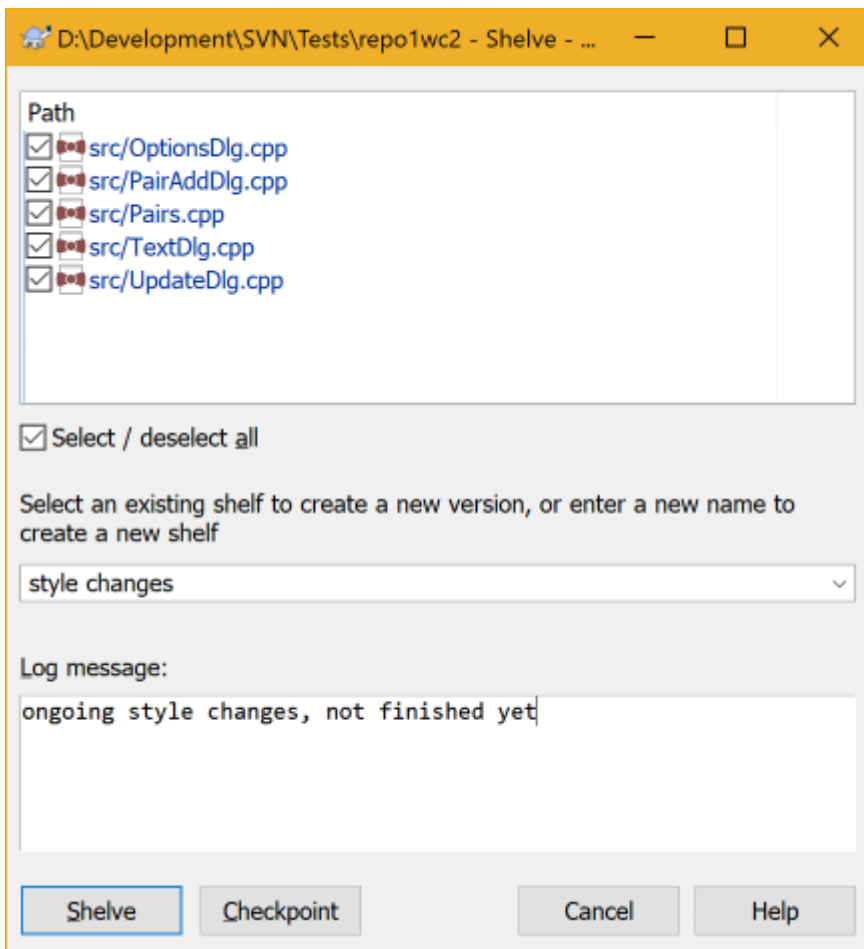 D:\Development\SVN\Tests\repo1wc2 - Shelve - ...
Path
src/OptionsDlg.cpp
src/PairAddDlg.cpp
src/Pairs.cpp
src/TextDlg.cpp
src/UpdateDlg.cpp
Select / deselect all
Select an existing shelf to create a new version, or enter a new name to
create a new shelf
style changes
Log message:
ongoing style changes, not finished yet
Shelve Checkpoint Cancel Help